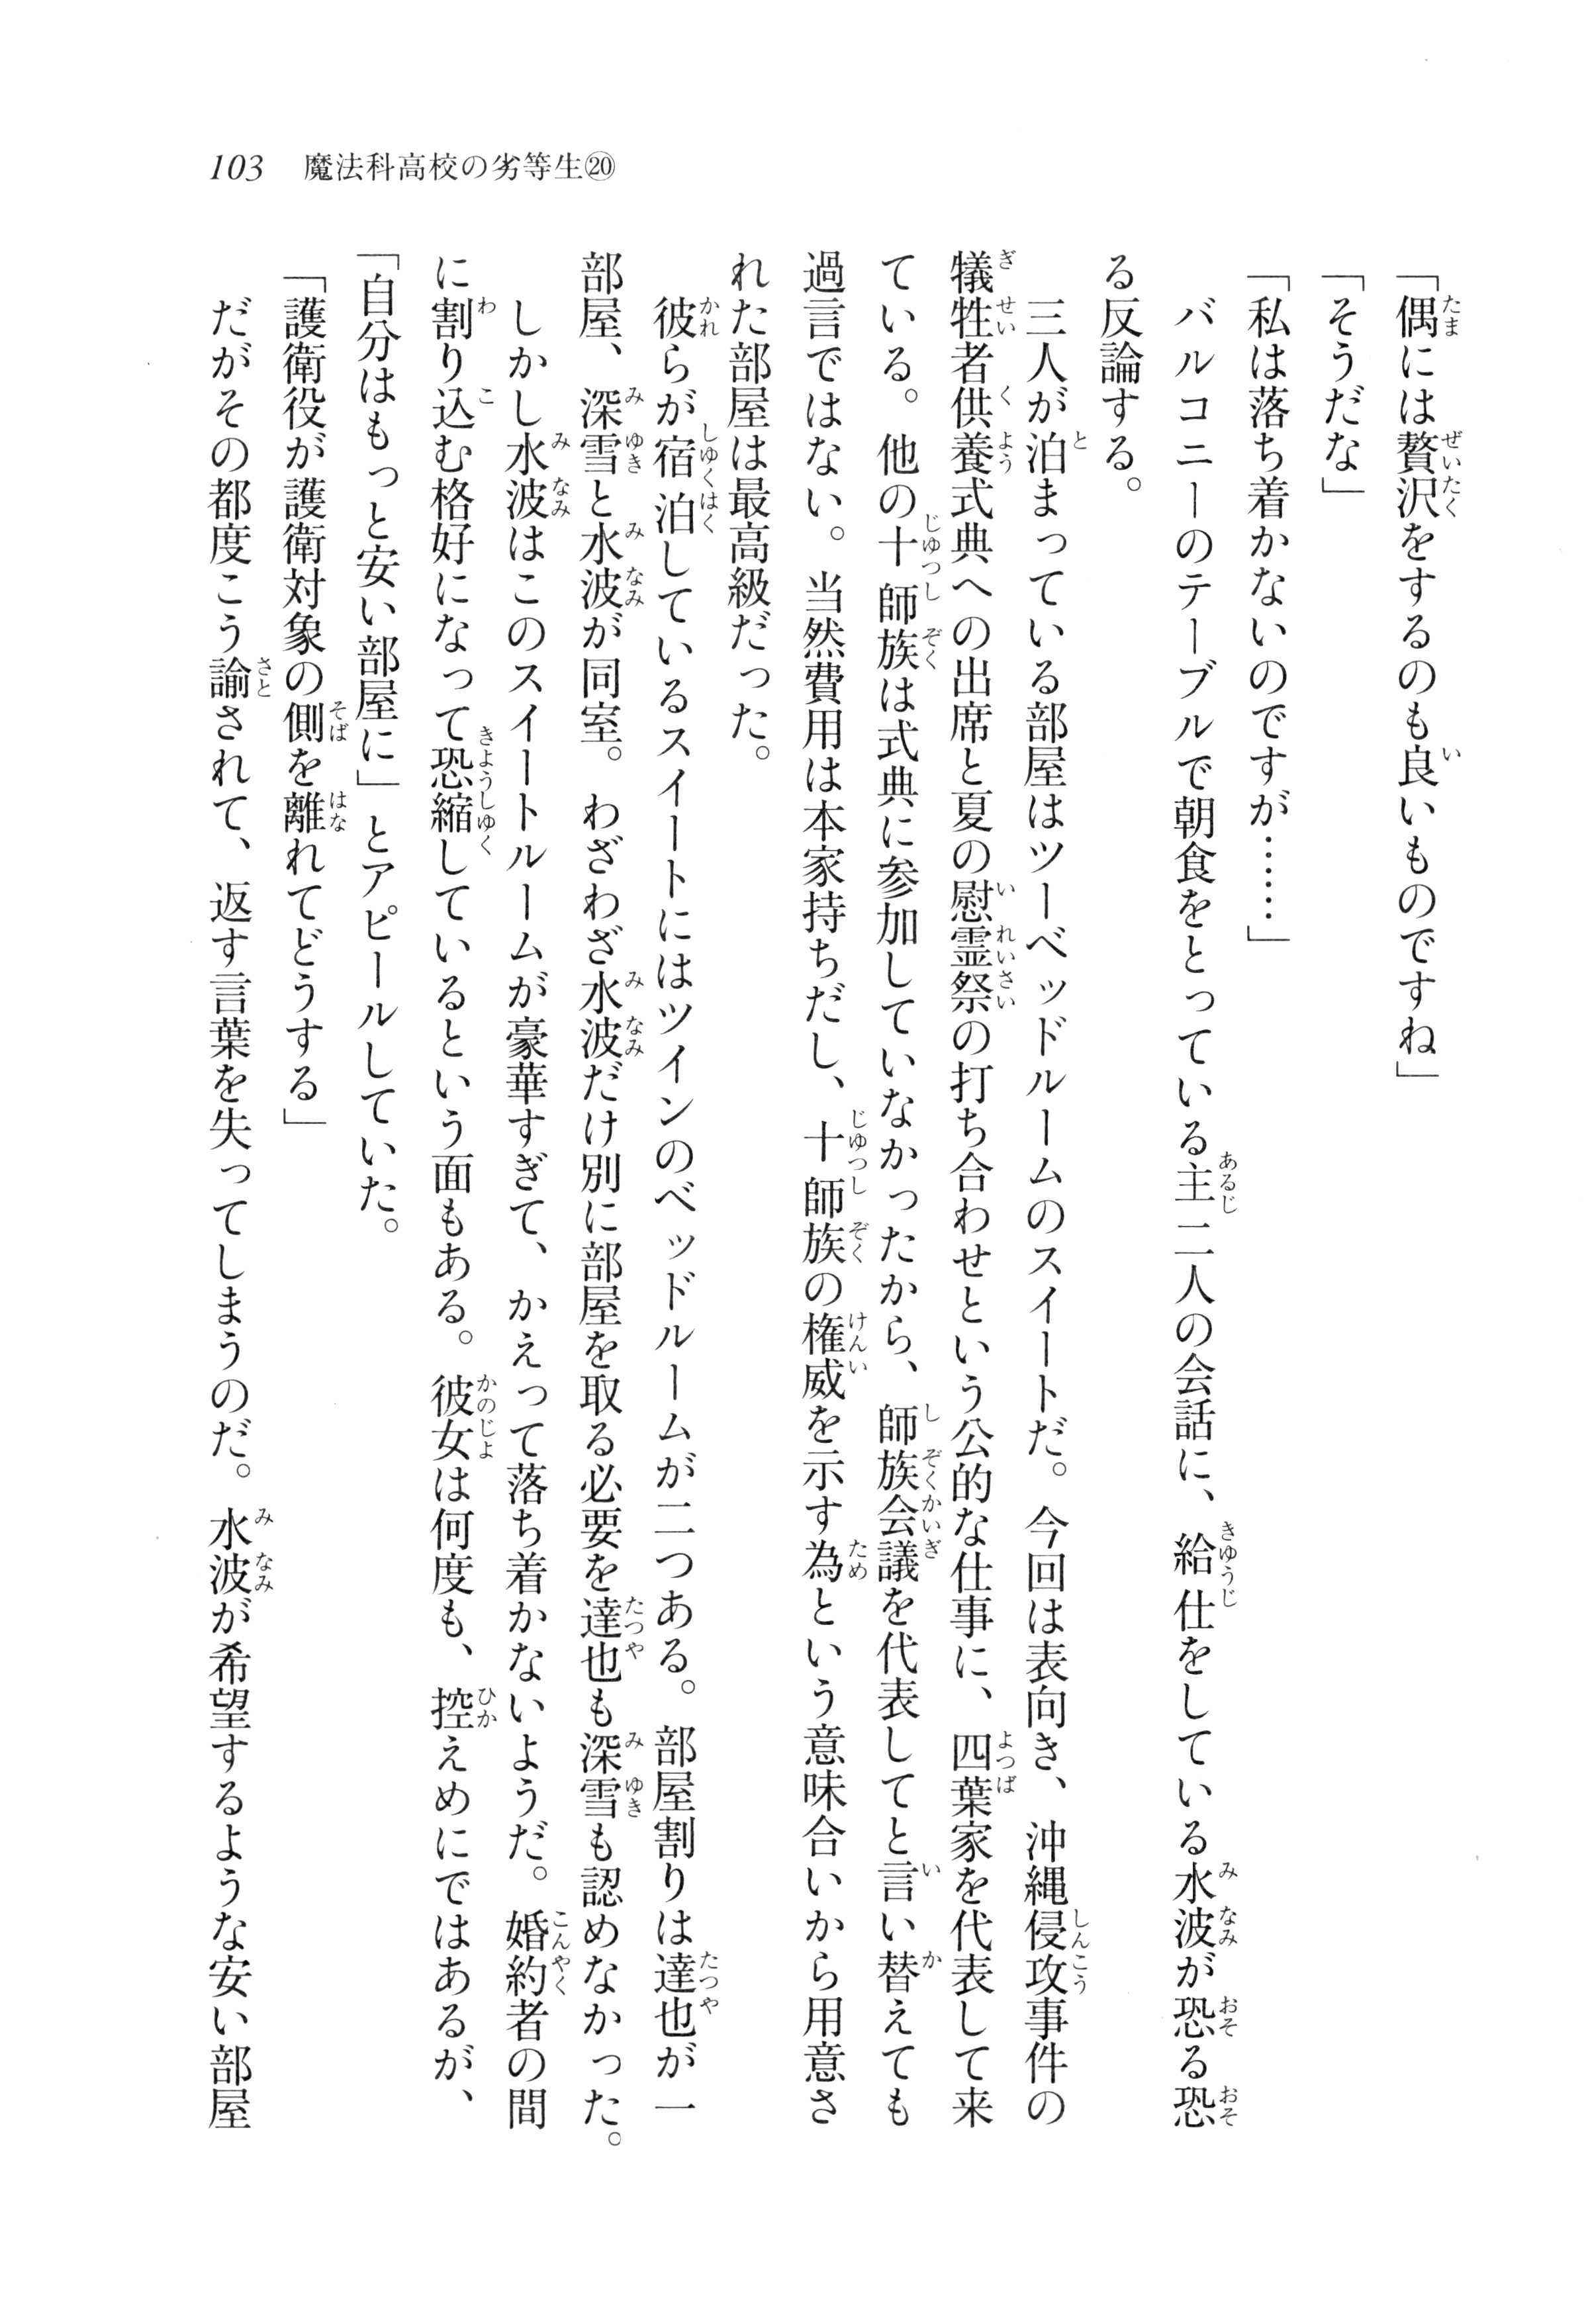 103　魔法科高校の劣等生⑳
「偶には贅沢をするのも良いものですね」
「そうだな」
「私は落ち着かないのですが……」
　バルコニーのテーブルで朝食をとっている主二人の会話に、給仕をしている水波が恐る恐
る反論する。
　三人が泊まっている部屋はツーベッドルームのスイートだ。今回は表向き、沖縄侵攻事件の
犠牲者供養式典への出席と夏の慰霊祭の打ち合わせという公的な仕事に、四葉家を代表して来
ている。他の十師族は式典に参加していなかったから、師族会議を代表してと言い替えても
過言ではない。当然費用は本家持ちだし、十師族の権威を示す為という意味合いから用意さ
れた部屋は最高級だった。
　彼らが宿泊しているスイートにはツインのベッドルームが二つある。部屋割りは達也が一
部屋、深雪と水波が同室。わざわざ水波だけ別に部屋を取る必要を達也も深雪も認めなかった。
　しかし水波はこのスイートルームが豪華すぎて、かえって落ち着かないようだ。婚約者の間
に割り込む格好になって恐縮しているという面もある。彼女は何度も、控えめにではあるが、
「自分はもっと安い部屋に」とアピールしていた。
「護衛役が護衛対象の側を離れてどうする」
　だがその都度こう諭されて、返す言葉を失ってしまうのだ。水波が希望するような安い部屋